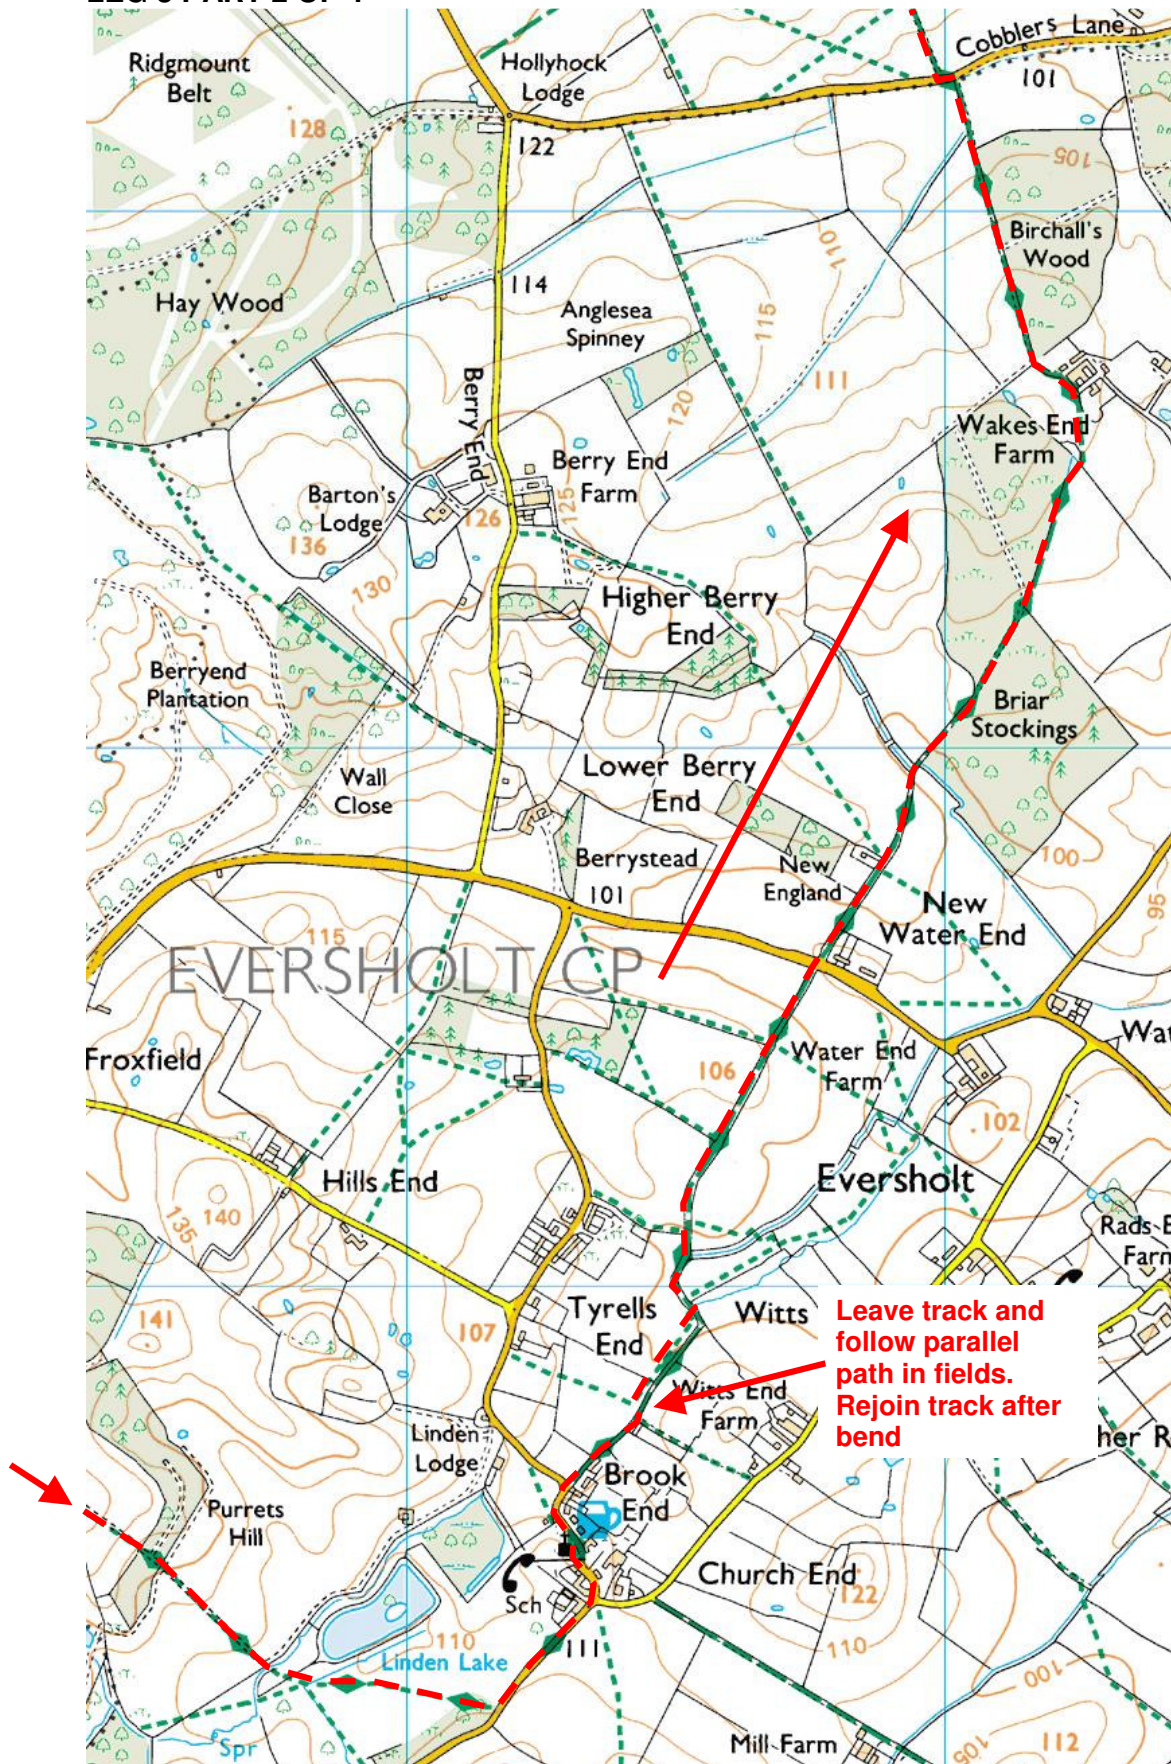 Cobblers Lane
Ridgmount
Belt
Hollyhock
Lodge
101
128
122
105
Birchall's
Wood
110
114
Hay Wood
Anglesea
Spinney
115
111
Berry End
120
Wakes End
Farm
Berry End
Farm
Barton's
Lodge
126
125
136
130
Higher Berry
End
Berryend
Plantation
Briar
Stockings
Wall
Close
Lower Berry
End
100
Berrystead
New
England
101
95
New
Water End
115
EVERSHOLT CP
Froxfield
Water End
Farm
Wat
106
102
Hills End
Eversholt
135
140
Rads E
Farm
141
Tyrells
End
Witts
107
Leave track and
follow parallel
path in fields.
Rejoin track after
bend
Witts End
Farm
her R
Linden
Lodge
Brook
End
Purrets
Hill
Church End
122
Sch
110
111
110
Linden Lake
100
Spr
Mill Farm
105
112